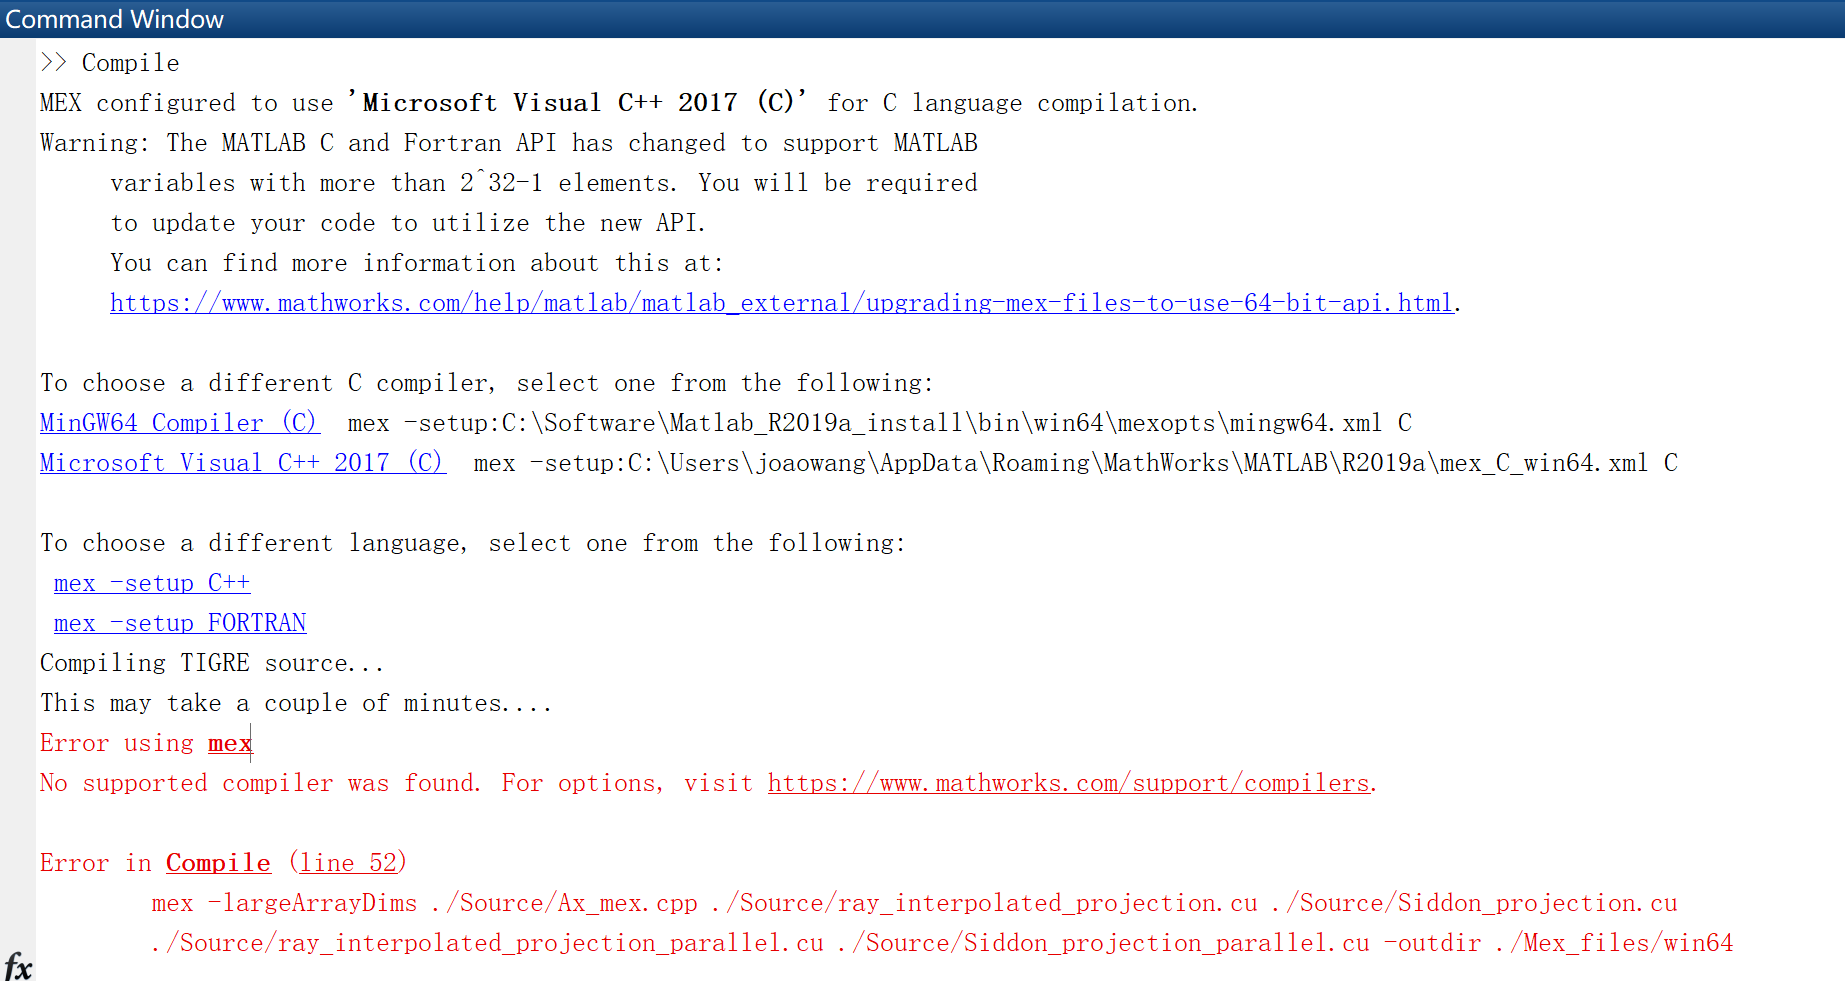 Command Window
>> Compile
MEX configured to use 'Microsoft Visual C++ 2017 (C)' for C language compilation.
Warning: The MATLAB C and Fortran API has changed to support MATLAB
variables with more than 2^32-1 elements. You will be required
to update your code to utilize the new API.
You can find more information about this at:
https://www.mathworks.com/help/matlab/matlab_external/upgrading-mex-files-to-use-64-bit-api.html.
To choose a different C compiler, select one from the following:
MinGW64 Compiler (C)  mex -setup:C:\Software\Matlab_R2019a_install\bin\win64\mexopts\mingw64.xml C
Microsoft Visual C++ 2017 (C)  mex -setup:C:\Users\joaowang\AppData\Roaming\MathWorks\MATLAB\R2019a\mex_C_win64.xml C
To choose a different language, select one from the following:
mex -setup C++
mex -setup FORTRAN
Compiling TIGRE source...
This may take a couple of minutes....
Error using mex
No supported compiler was found. For options, visit https://www.mathworks.com/support/compilers.
Error in Compile (line 52)
mex -largeArrayDims ./Source/Ax_mex.cpp ./Source/ray_interpolated_projection.cu ./Source/Siddon_projection.cu
./Source/ray_interpolated_projection_parallel.cu ./Source/Siddon_projection_parallel.cu -outdir ./Mex_files/win64
fx